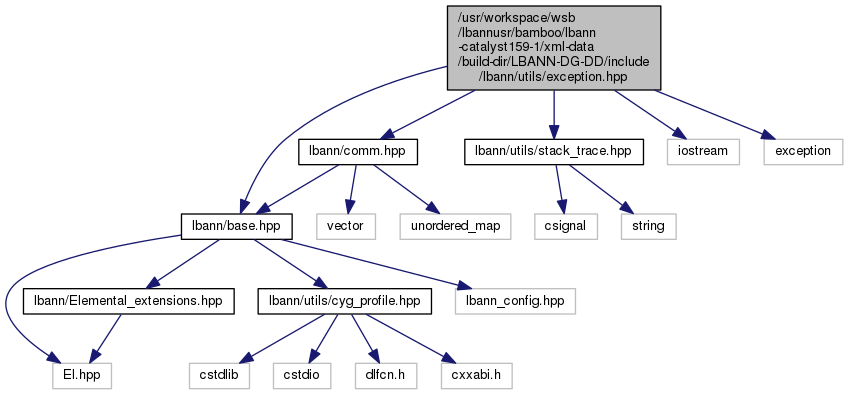 /usr/workspace/wsb
/lbannusr/bamboo/lbann
-catalyst159-1/xml-data
/build-dir/LBANN-DG-DD/include
/lbann/utils/exception.hpp
lbann/comm.hpp
lbann/utils/stack_trace.hpp
iostream
exception
lbann/base.hpp
vector
unordered_map
csignal
string
lbann/Elemental_extensions.hpp
lbann/utils/cyg_profile.hpp
lbann_config.hpp
El.hpp
cstdlib
cstdio
dlfcn.h
cxxabi.h